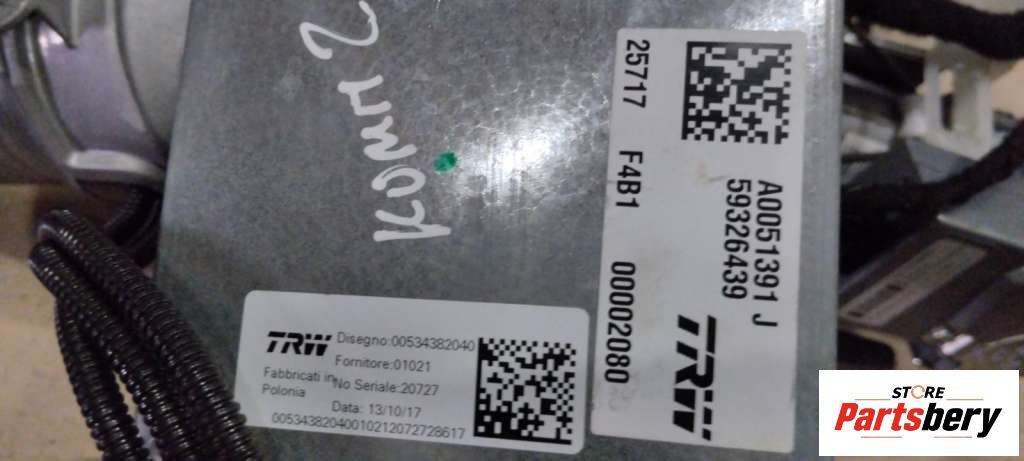 TRW
Disegno:00534382040
Fornitore:01021
Fabbricati in
Polonia
No Seriale:20727
Data: 13/10/17
00534382040010212072728617
A0051391 J
59326439
TRW
25717 F4B1 00002080
STORE
Partsbery